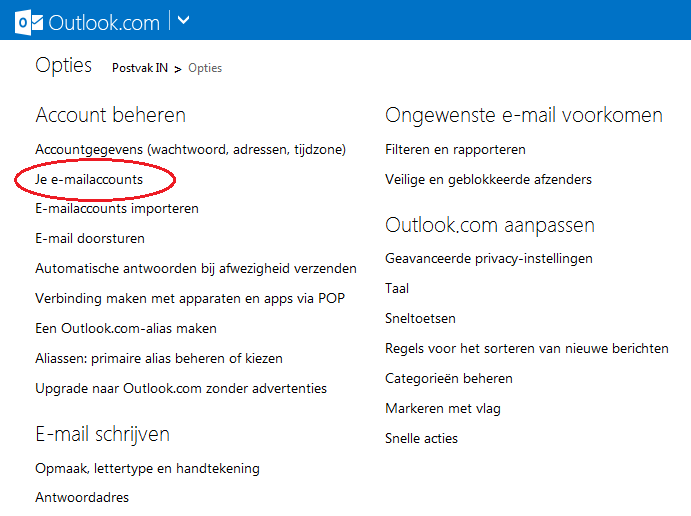 Outlook.com
Opties Postvak IN > Opties
Account beheren
Accountgegevens (wachtwoord, adressen, tijdzone)
Je e-mailaccounts
E-mailaccounts importeren
E-mail doorsturen
Automatische antwoorden bij afwezigheid verzenden
Verbinding maken met apparaten en apps via POP
Een Outlook.com-alias maken
Aliassen: primaire alias beheren of kiezen
Upgrade naar Outlook.com zonder advertenties
E-mail schrijven
Opmaak, lettertype en handtekening
Antwoordadres
Ongewenste e-mail voorkomen
Filteren en rapporteren
Veilige en geblokkeerde afzenders
Outlook.com aanpassen
Geavanceerde privacy-instellingen
Taal
Sneltoetsen
Regels voor het sorteren van nieuwe berichten
Categorieën beheren
Markeren met vlag
Snelle acties